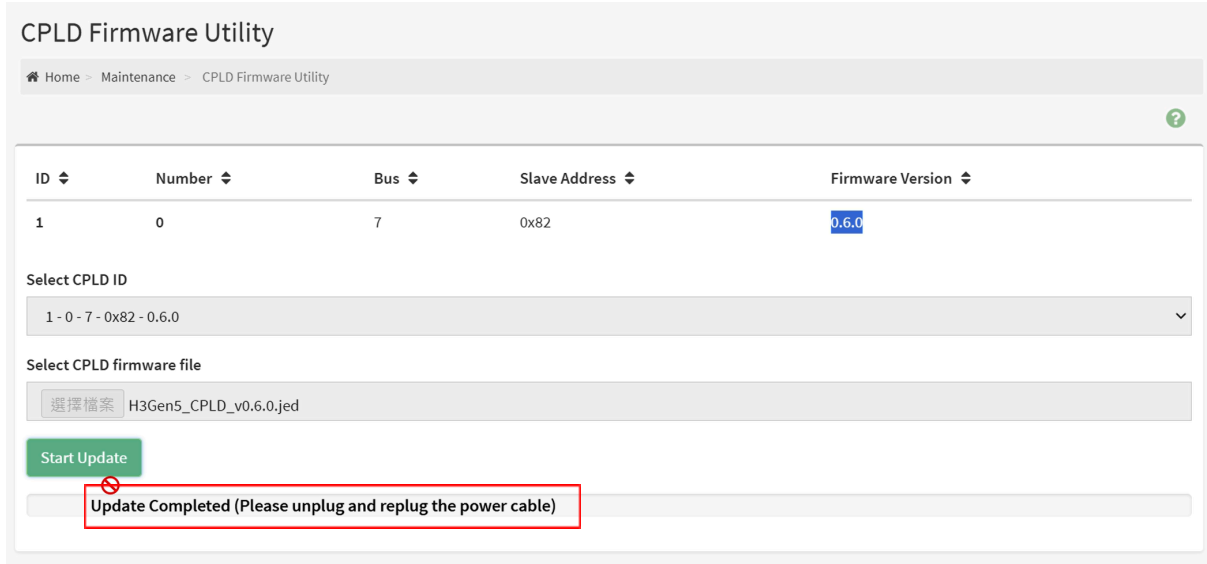 CPLD Firmware Utility
Home > Maintenance > CPLD Firmware Utility
ID Number Bus Slave Address Firmware Version
1 0 7 0x82 0.6.0
Select CPLD ID
1 - 0 - 7 - 0x82 - 0.6.0
Select CPLD firmware file
選擇檔案 H3Gen5_CPLD_v0.6.0.jed
Start Update
Update Completed (Please unplug and replug the power cable)